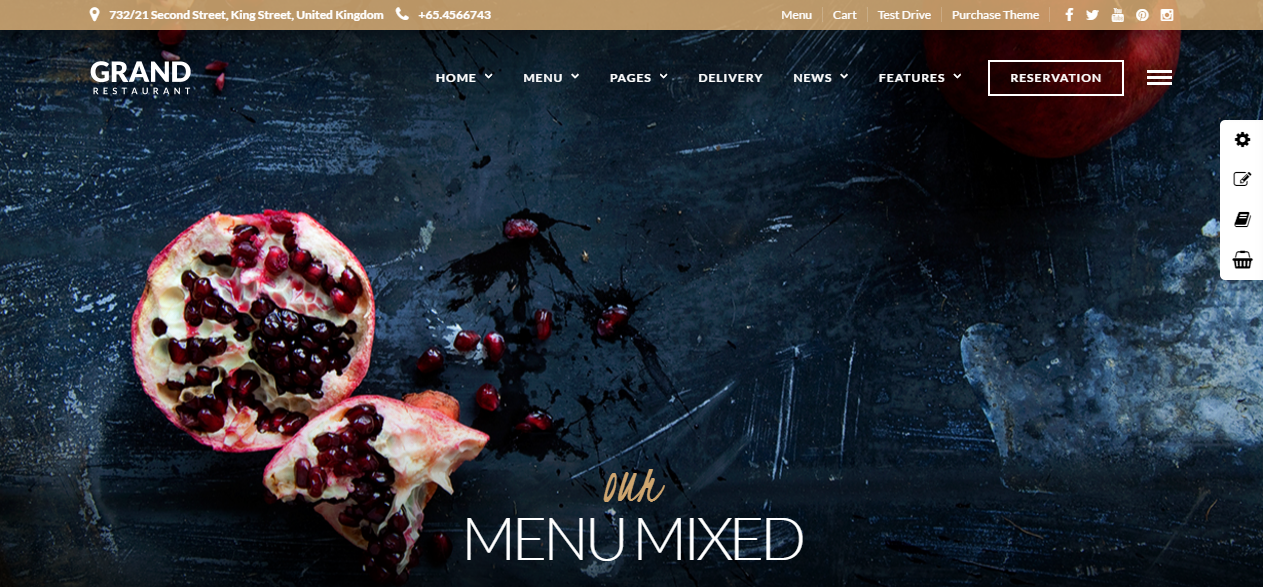 732/21 Second Street, King Street, United Kingdom +65.4566743 Menu Cart Test Drive Purchase Theme
GRAND
RESTAURANT
HOME MENU PAGES DELIVERY NEWS FEATURES RESERVATION
our
MENU MIXED